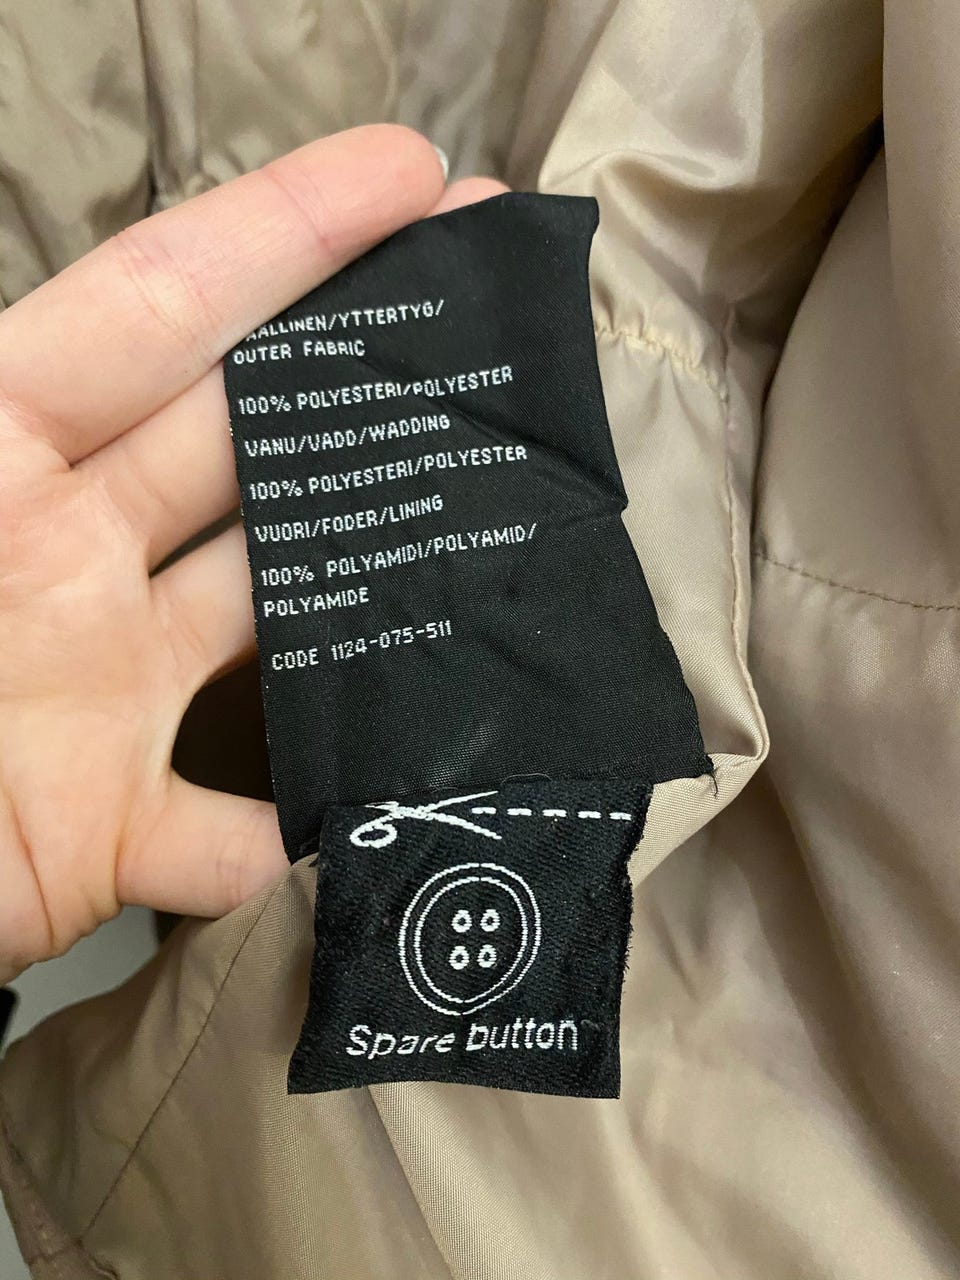 OUTER FABRIC
100% POLYESTERI/POLYESTER
VANU/VADD/WADDING
100% POLYESTERI/POLYESTER
VUORI/FODER/LINING
100% POLYAMIDI/POLYAMID/
POLYAMIDE
CODE 1124-075-511
Spare button